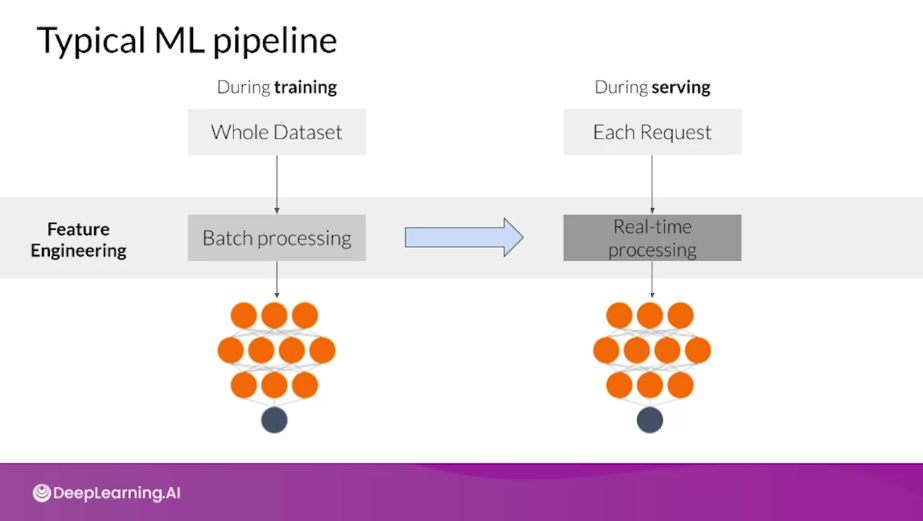 Typical ML pipeline
During training
During serving
Whole Dataset
Each Request
Feature
Engineering
Batch processing
Real-time
processing
DeepLearning.AI